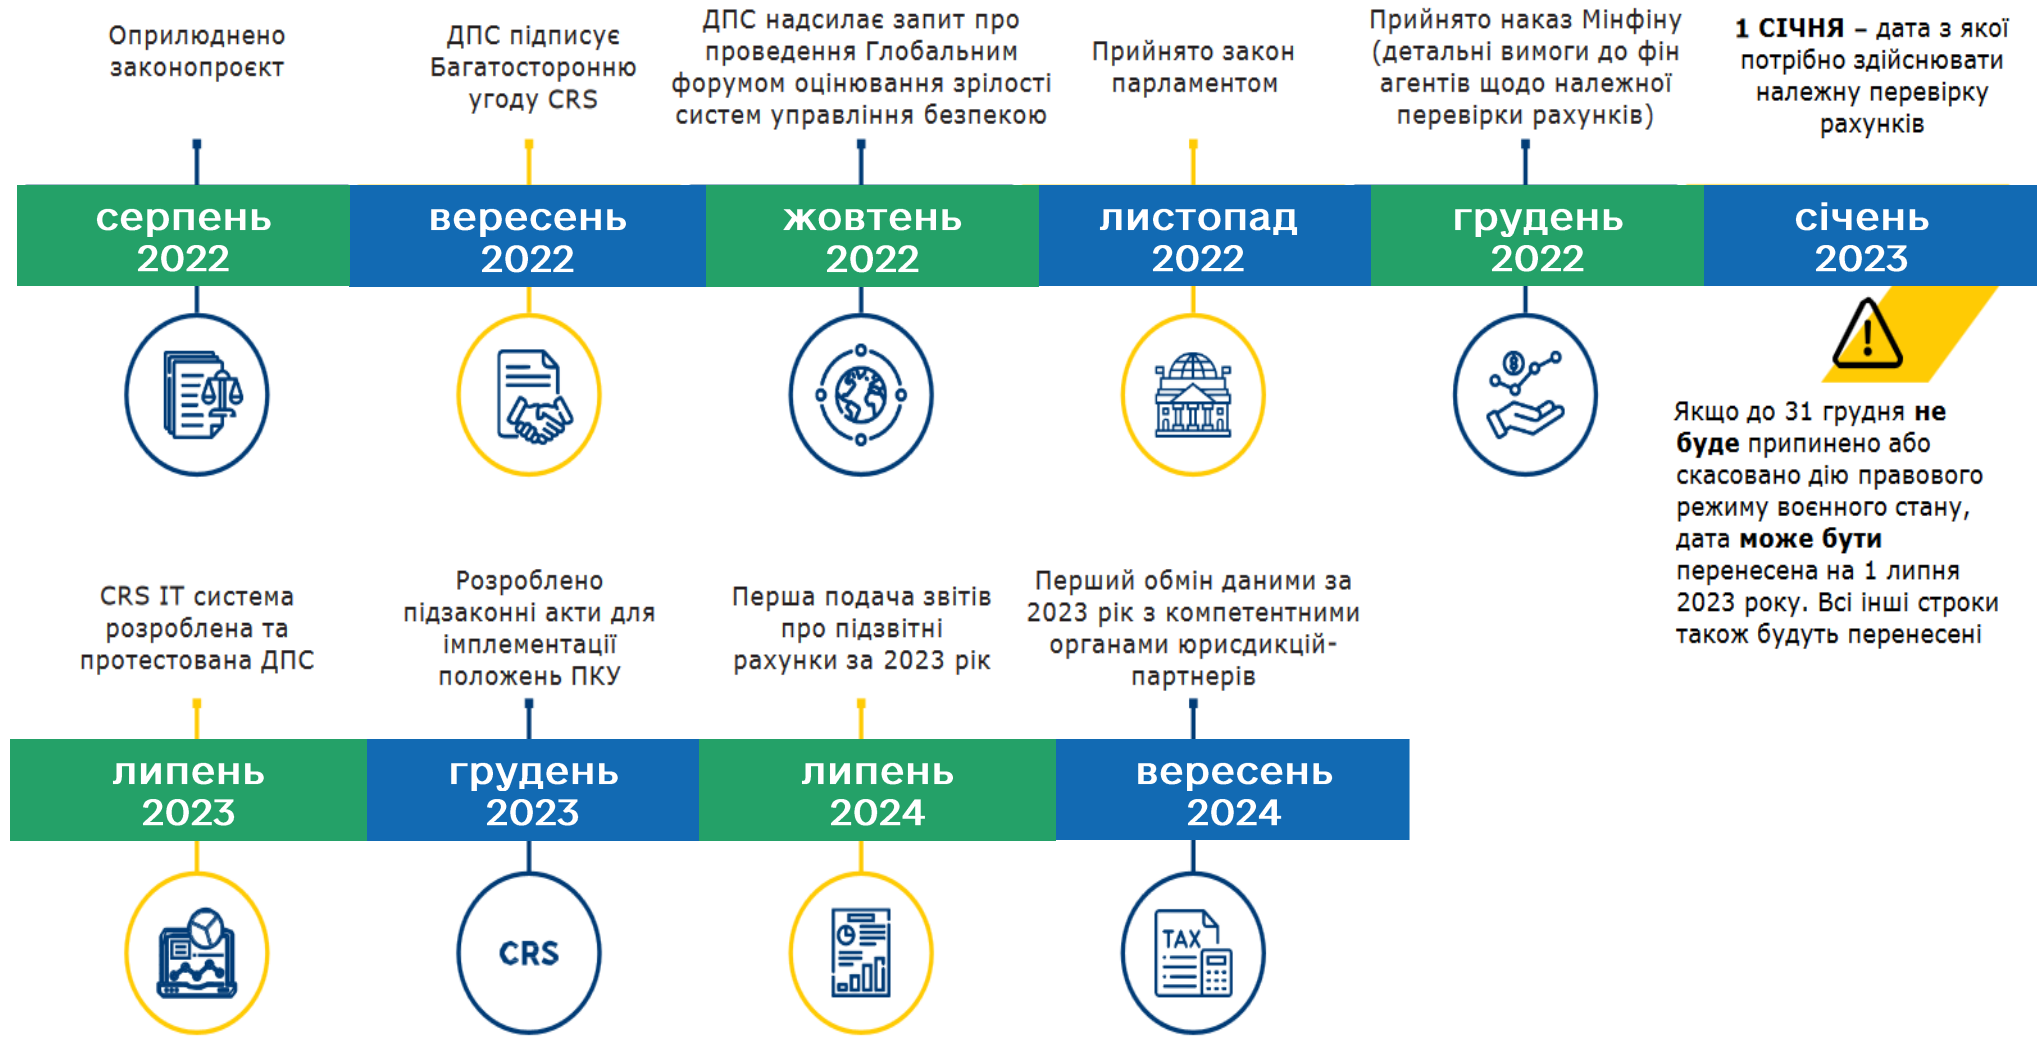 Оприлюднено
законопроєкт
ДПС підписує
Багатосторонню
угоду CRS
ДПС надсилає запит про
проведення Глобальним
форумом оцінювання зрілості
систем управління безпекою
Прийнято закон
парламентом
Прийнято наказ Мінфіну
(детальні вимоги до фін
агентів щодо належної
перевірки рахунків)
1 СІЧНЯ – дата з якої
потрібно здійснювати
належну перевірку
рахунків
серпень
2022
вересень
2022
жовтень
2022
листопад
2022
грудень
2022
січень
2023
Якщо до 31 грудня не
буде припинено або
скасовано дію правового
режиму воєнного стану,
дата може бути
перенесена на 1 липня
2023 року. Всі інші строки
також будуть перенесені
CRS ІТ система
розроблена та
протестована ДПС
Розроблено
підзаконні акти для
імплементації
положень ПКУ
Перша подача звітів
про підзвітні
рахунки за 2023 рік
Перший обмін даними за
2023 рік з компетентними
органами юрисдикцій-
партнерів
липень
2023
грудень
2023
липень
2024
вересень
2024
CRS
TAX